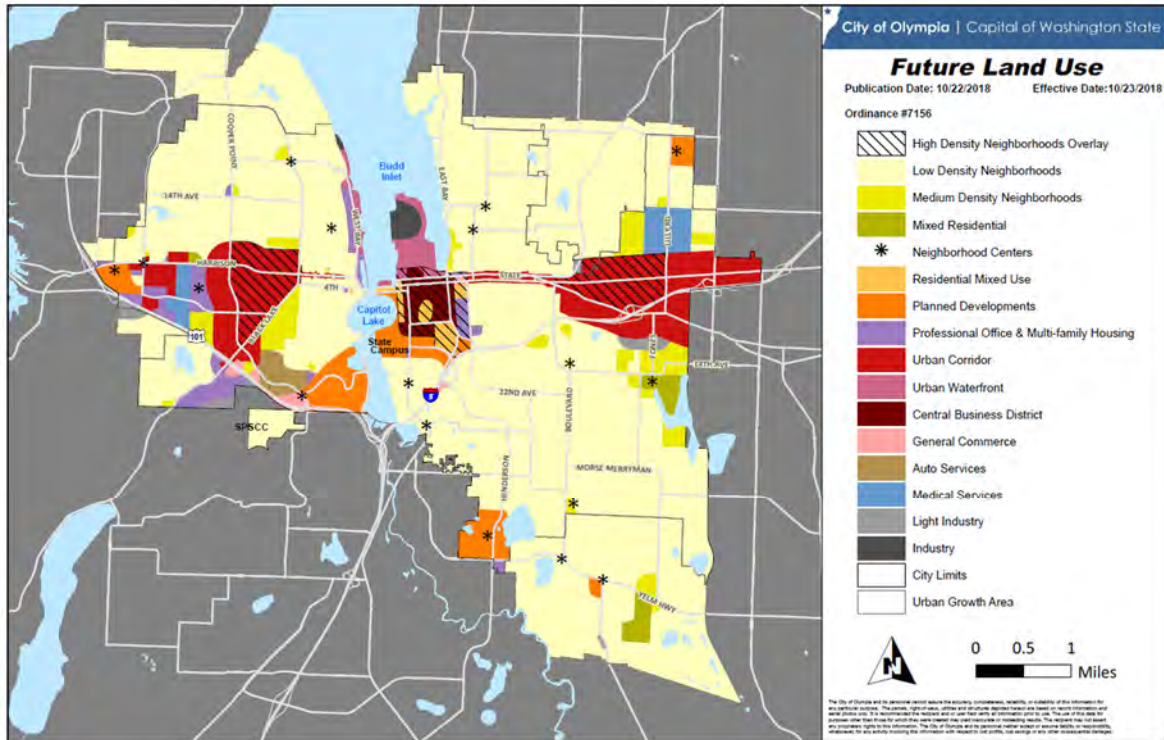 City of Olympia | Capital of Washington State
Future Land Use
Publication Date: 10/22/2018 Effective Date:10/23/2018
Ordinance #7156
High Density Neighborhoods Overlay
Low Density Neighborhoods
Medium Density Neighborhoods
Mixed Residential
Neighborhood Centers
Residential Mixed Use
Planned Developments
Professional Office & Multi-family Housing
Urban Corridor
Urban Waterfront
Central Business District
General Commerce
Auto Services
Medical Services
Light Industry
Industry
City Limits
Urban Growth Area
N
0 0.5 1
Miles
COOPER POINT
Budd
Inlet
EAST BAY
14TH AVE
WEST BAY
LILLY RD
HARRISON
STATE
4TH
Capitol
Lake
BLACK LAKE
101
State
Campus
FONES
18TH AVE
22ND AVE
5
BOULEVARD
SPSCC
HENDERSON
MORSE MERRYMAN
YELM HWY